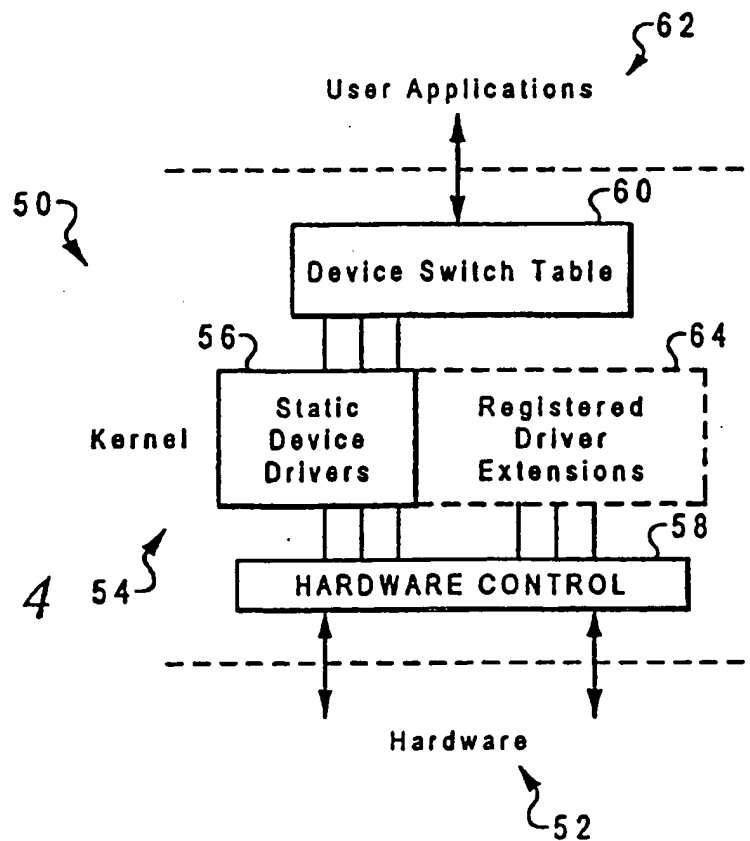 62
User Applications
50
60
Device Switch Table
56
64
Static
Device
Drivers
Registered
Driver
Extensions
Kernel
58
HARDWARE CONTROL
4
54
Hardware
52